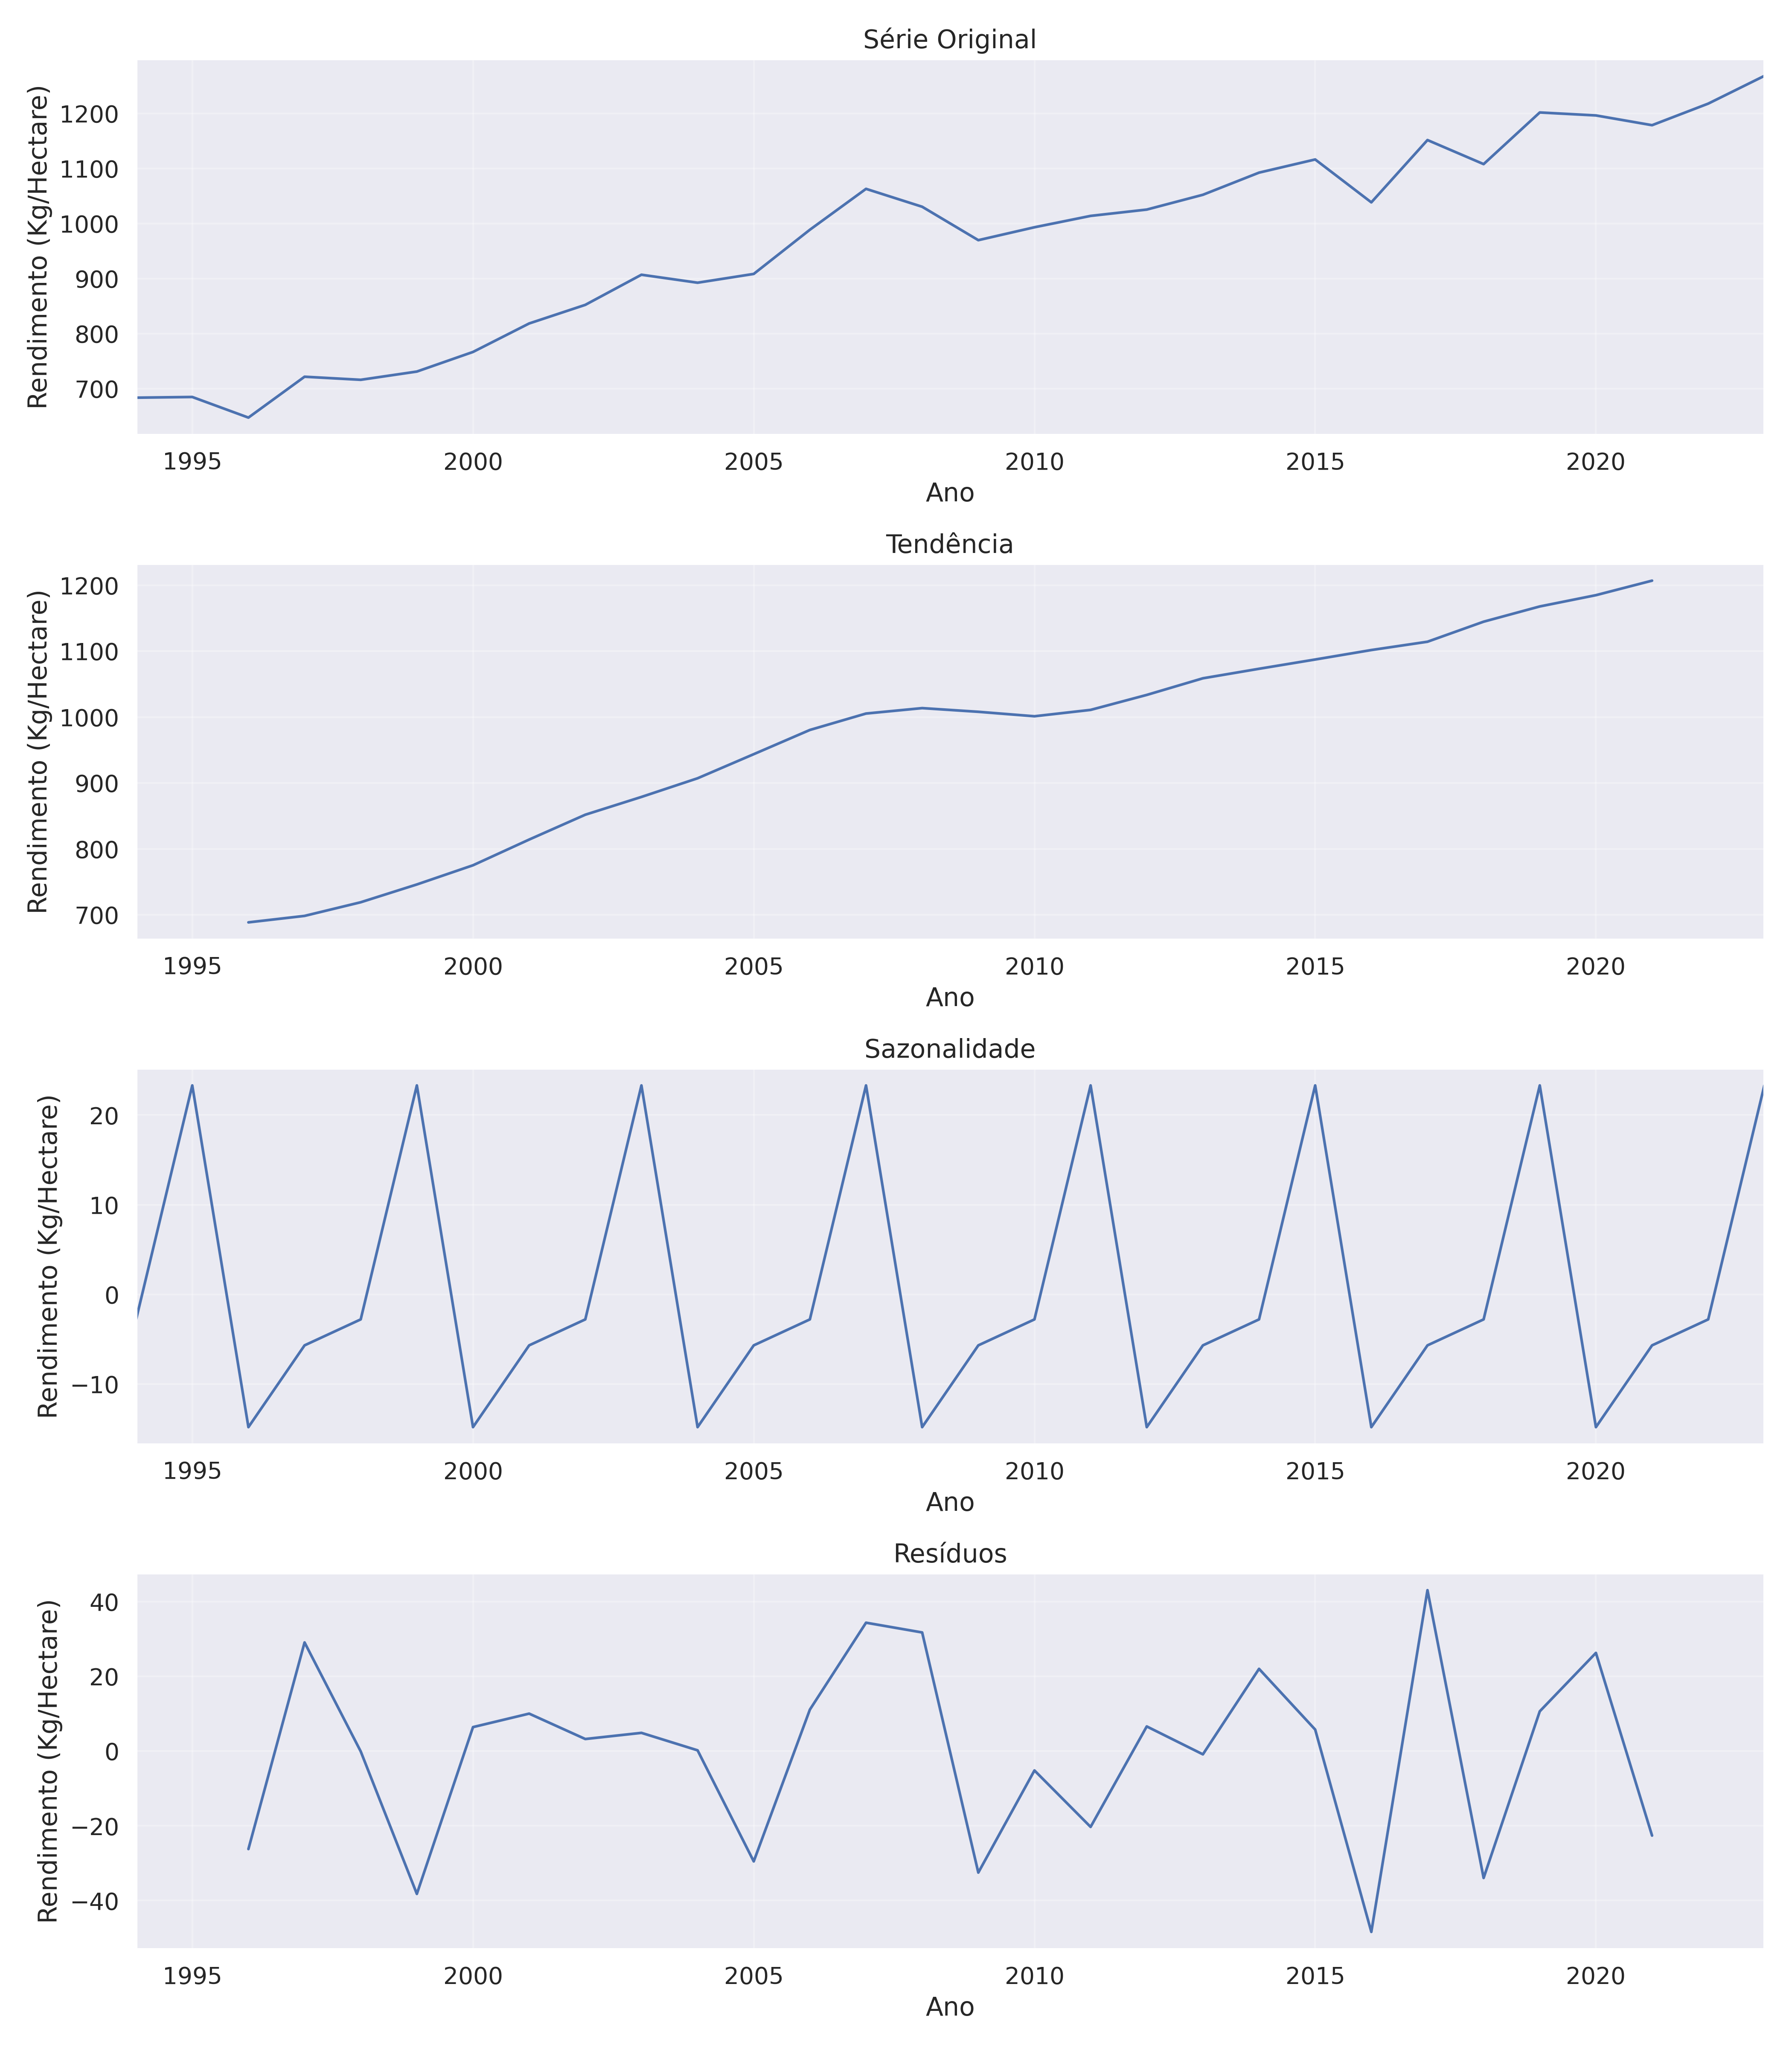 Série Original
Rendimento (Kg/Hectare)
1200
1100
1000
900
800
700
1995 2000 2005 2010 2015 2020
Ano
Tendência
Rendimento (Kg/Hectare)
1200
1100
1000
900
800
700
1995 2000 2005 2010 2015 2020
Ano
Sazonalidade
Rendimento (Kg/Hectare)
20
10
0
−10
1995 2000 2005 2010 2015 2020
Ano
Resíduos
Rendimento (Kg/Hectare)
40
20
0
−20
−40
1995 2000 2005 2010 2015 2020
Ano